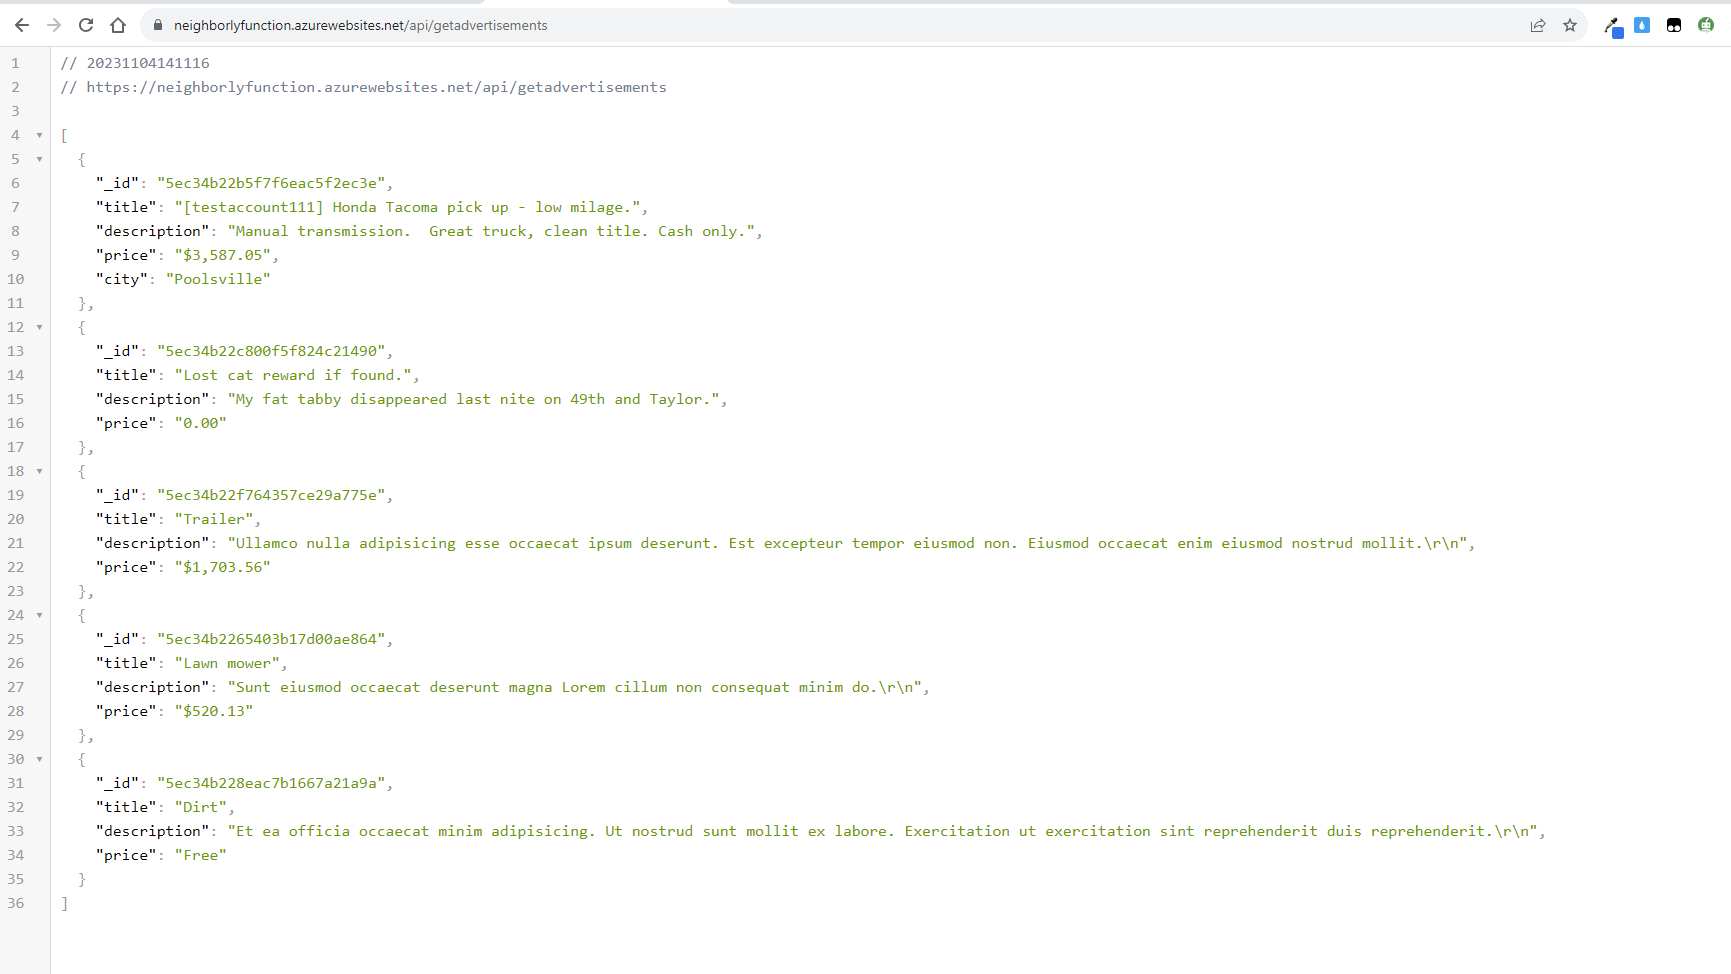 neighborlyfunction.azurewebsites.net/api/getadvertisements
1 // 20231104141116
2 // https://neighborlyfunction.azurewebsites.net/api/getadvertisements
3
4 [
5 {
6 "_id": "5ec34b22b5f7f6eac5f2ec3e",
7 "title": "[testaccount111] Honda Tacoma pick up - low milage.",
8 "description": "Manual transmission.  Great truck, clean title. Cash only.",
9 "price": "$3,587.05",
10 "city": "Poolsville"
11 },
12 {
13 "_id": "5ec34b22c800f5f824c21490",
14 "title": "Lost cat reward if found.",
15 "description": "My fat tabby disappeared last nite on 49th and Taylor.",
16 "price": "0.00"
17 },
18 {
19 "_id": "5ec34b22f764357ce29a775e",
20 "title": "Trailer",
21 "description": "Ullamco nulla adipisicing esse occaecat ipsum deserunt. Est excepteur tempor eiusmod non. Eiusmod occaecat enim eiusmod nostrud mollit.\r\n",
22 "price": "$1,703.56"
23 },
24 {
25 "_id": "5ec34b2265403b17d00ae864",
26 "title": "Lawn mower",
27 "description": "Sunt eiusmod occaecat deserunt magna Lorem cillum non consequat minim do.\r\n",
28 "price": "$520.13"
29 },
30 {
31 "_id": "5ec34b228eac7b1667a21a9a",
32 "title": "Dirt",
33 "description": "Et ea officia occaecat minim adipisicing. Ut nostrud sunt mollit ex labore. Exercitation ut exercitation sint reprehenderit duis reprehenderit.\r\n",
34 "price": "Free"
35 }
36 ]